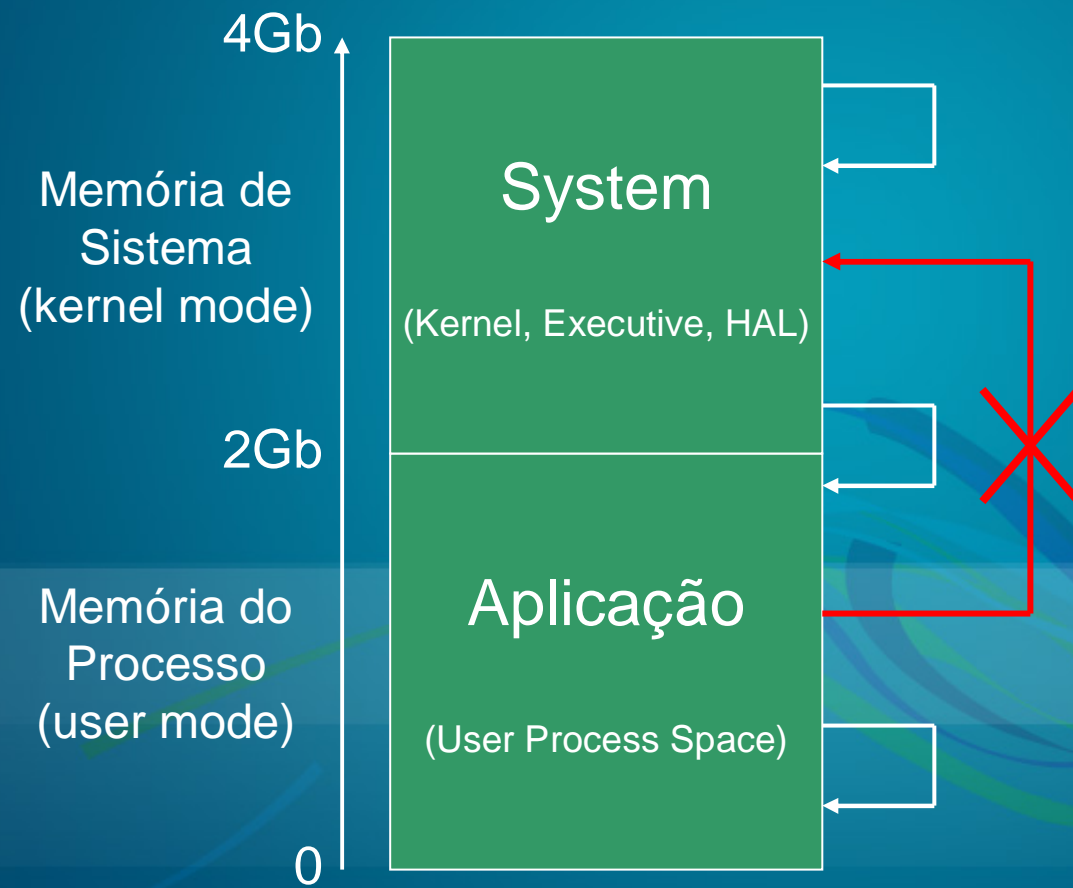 4Gb
Memória de
Sistema
(kernel mode)
System
(Kernel, Executive, HAL)
2Gb
Memória do
Processo
(user mode)
Aplicação
(User Process Space)
0